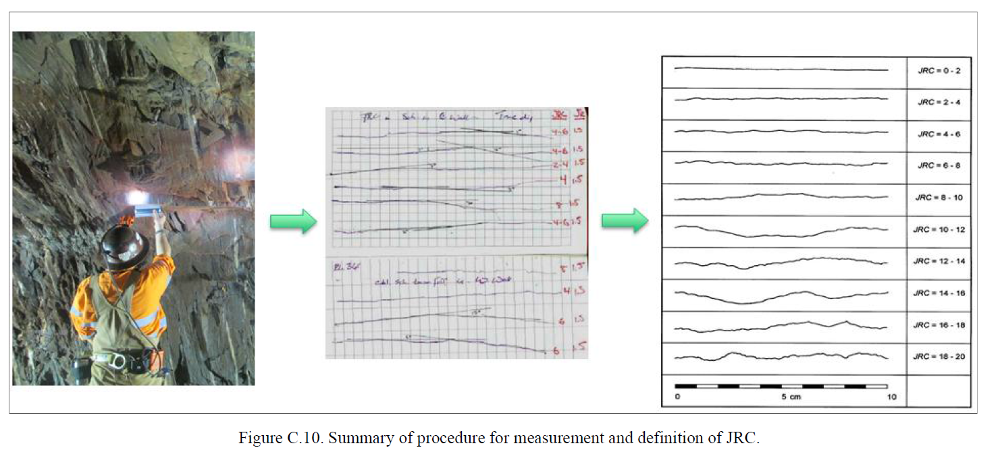 JRC Jr
4-6 1.5
4-6 1.5
2-4 1.5
4 1.5
8 1.5
4-6 1.5
8 1.5
4 1.5
6 1.5
6 1.5
JRC = 0 - 2
JRC = 2 - 4
JRC = 4 - 6
JRC = 6 - 8
JRC = 8 - 10
JRC = 10 - 12
JRC = 12 - 14
JRC = 14 - 16
JRC = 16 - 18
JRC = 18 - 20
0 5 cm 10
Figure C.10. Summary of procedure for measurement and definition of JRC.